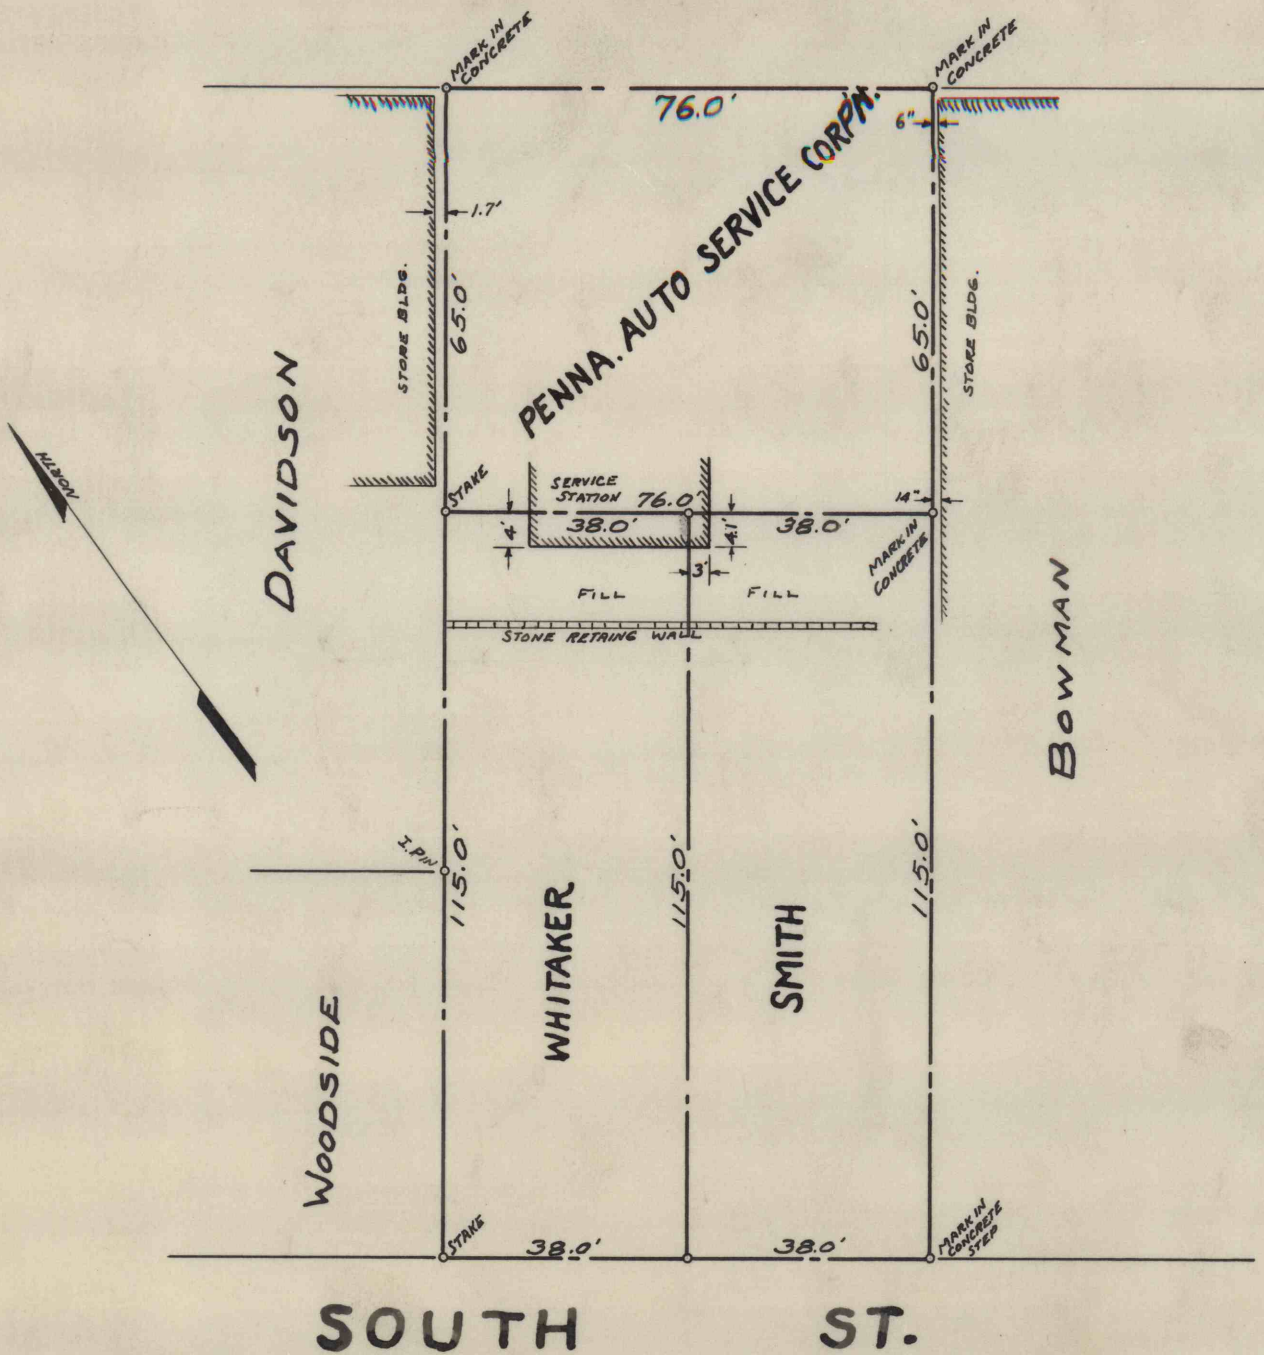 MARK IN
CONCRETE
MARK IN
CONCRETE
76.0'
6"
PENNA. AUTO SERVICE CORP'N.
1.7'
STORE BLDG.
65.0'
65.0'
STORE BLDG.
DAVIDSON
NORTH
STAKE
SERVICE
STATION
76.0'
14"
38.0'
38.0'
4'
4.1'
3'
MARK IN
CONCRETE
FILL
FILL
STONE RETAING WALL
BOWMAN
I. PIN
115.0'
115.0'
115.0'
WHITAKER
SMITH
WOODSIDE
STAKE
38.0'
38.0'
MARK IN
CONCRETE
STEP
SOUTH ST.